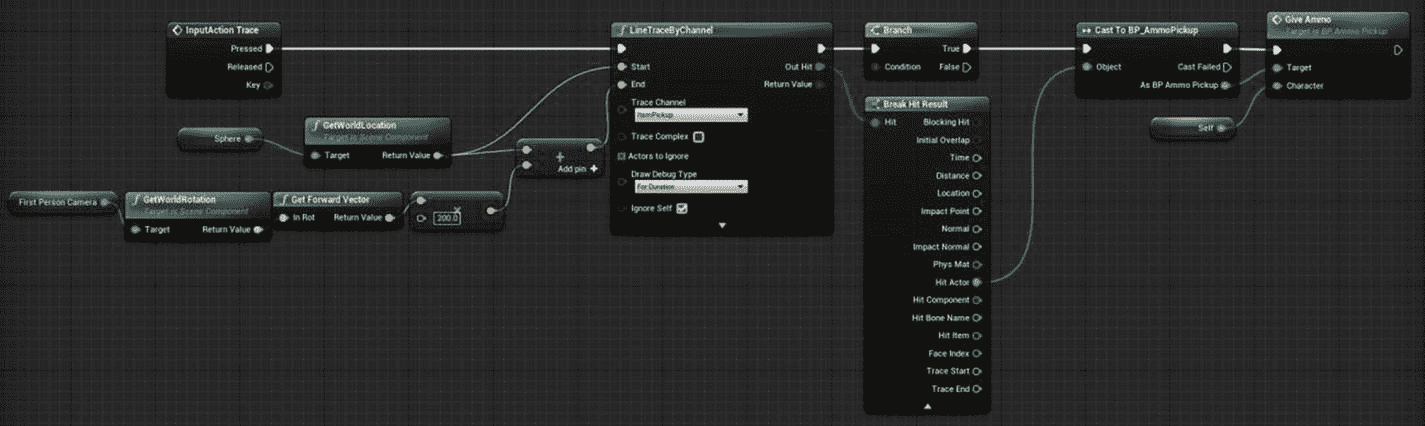 InputAction Trace
Pressed
Released
Key
Sphere
GetWorldLocation
Target is Scene Component
Target
Return Value
First Person Camera
GetWorldRotation
Target is Scene Component
Target
Return Value
Get Forward Vector
In Rot
Return Value
200.0
Add pin
LineTraceByChannel
Start
Out Hit
End
Return Value
Trace Channel
ItemPickup
Trace Complex
Actors to Ignore
Draw Debug Type
For Duration
Ignore Self
Branch
True
Condition
False
Break Hit Result
Hit
Blocking Hit
Initial Overlap
Time
Distance
Location
Impact Point
Normal
Impact Normal
Phys Mat
Hit Actor
Hit Component
Hit Bone Name
Hit Item
Face Index
Trace Start
Trace End
Cast To BP_AmmoPickup
Object
Cast Failed
As BP Ammo Pickup
Self
Give Ammo
Target is BP Ammo Pickup
Target
Character